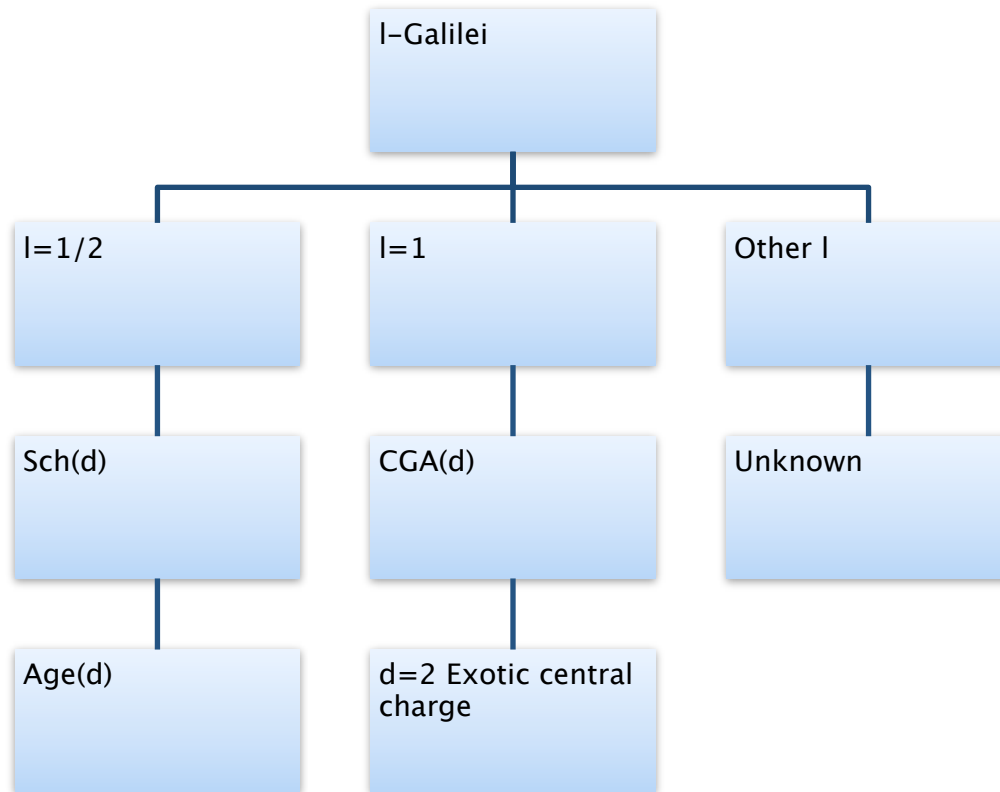 l-Galilei
l=1/2
l=1
Other l
Sch(d)
CGA(d)
Unknown
Age(d)
d=2 Exotic central
charge